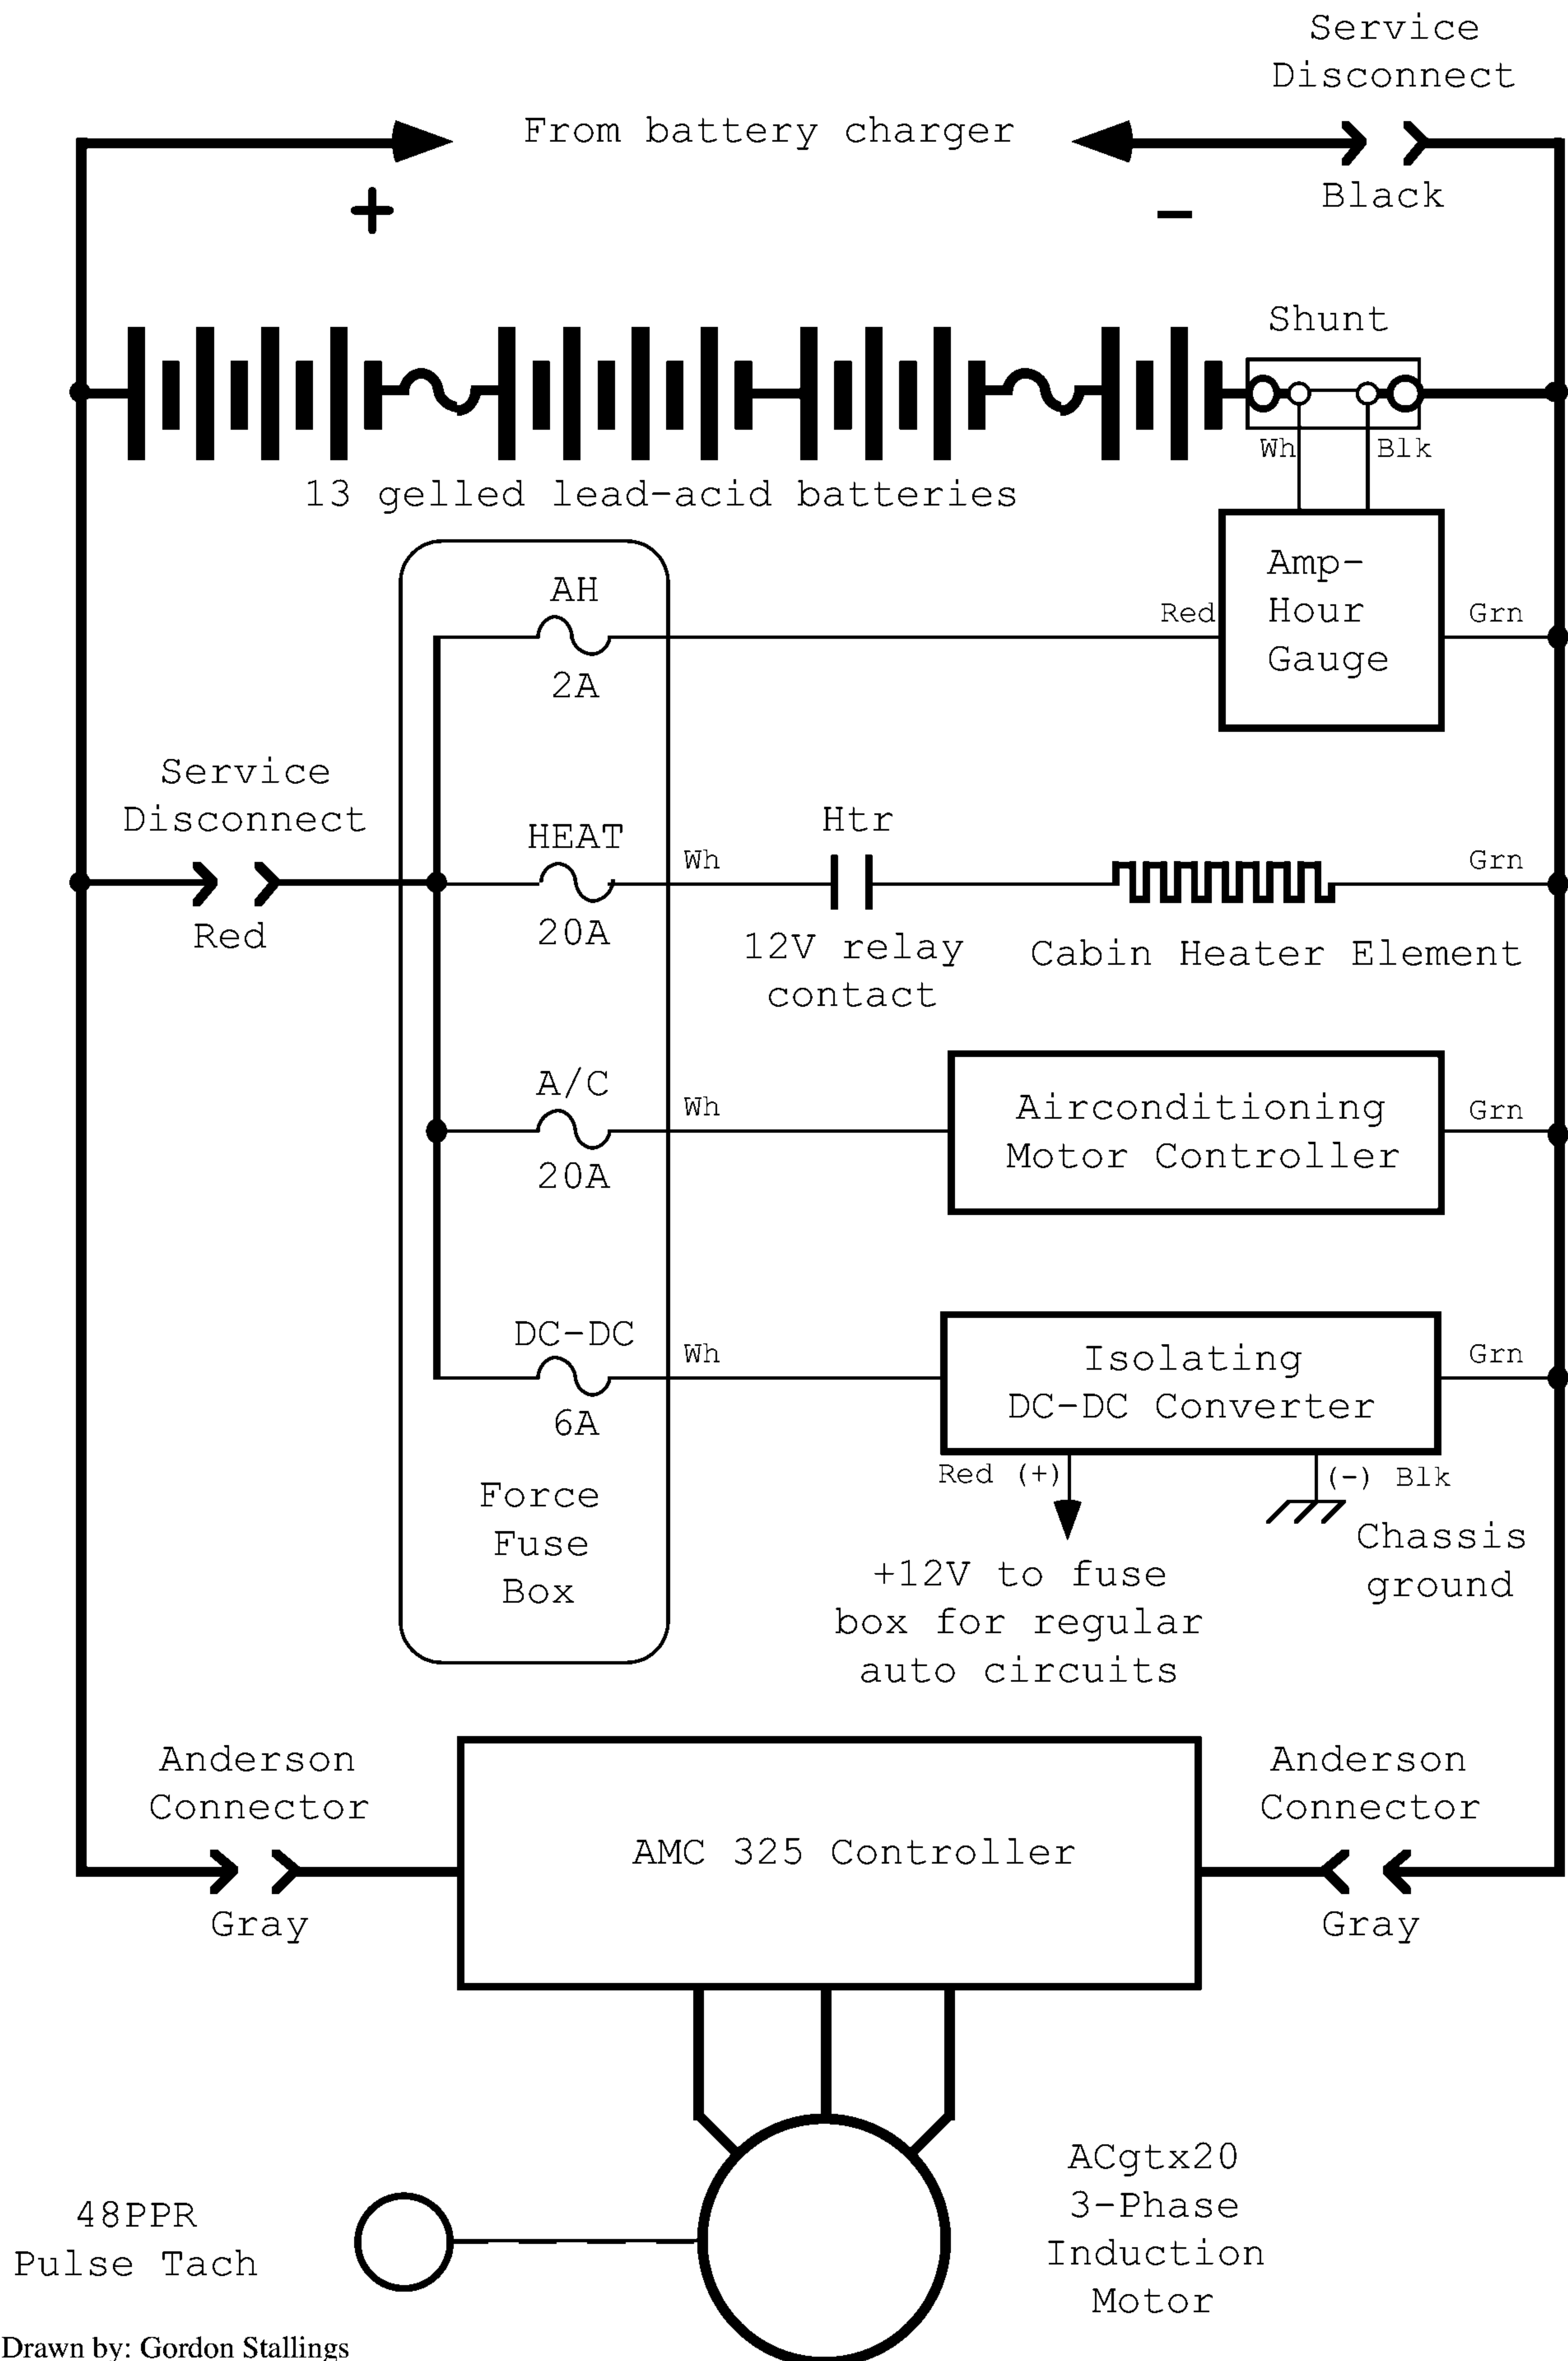 Service
Disconnect
From battery charger
+
-
Black
Shunt
Wh
Blk
13 gelled lead-acid batteries
AH
2A
Red
Amp-
Hour
Gauge
Grn
Service
Disconnect
Red
HEAT
20A
Wh
Htr
12V relay
contact
Cabin Heater Element
Grn
A/C
20A
Wh
Airconditioning
Motor Controller
Grn
DC-DC
6A
Wh
Isolating
DC-DC Converter
Grn
Red (+)
(-) Blk
Force
Fuse
Box
Chassis
ground
+12V to fuse
box for regular
auto circuits
Anderson
Connector
Gray
AMC 325 Controller
Anderson
Connector
Gray
48PPR
Pulse Tach
ACgtx20
3-Phase
Induction
Motor
Drawn by: Gordon Stallings